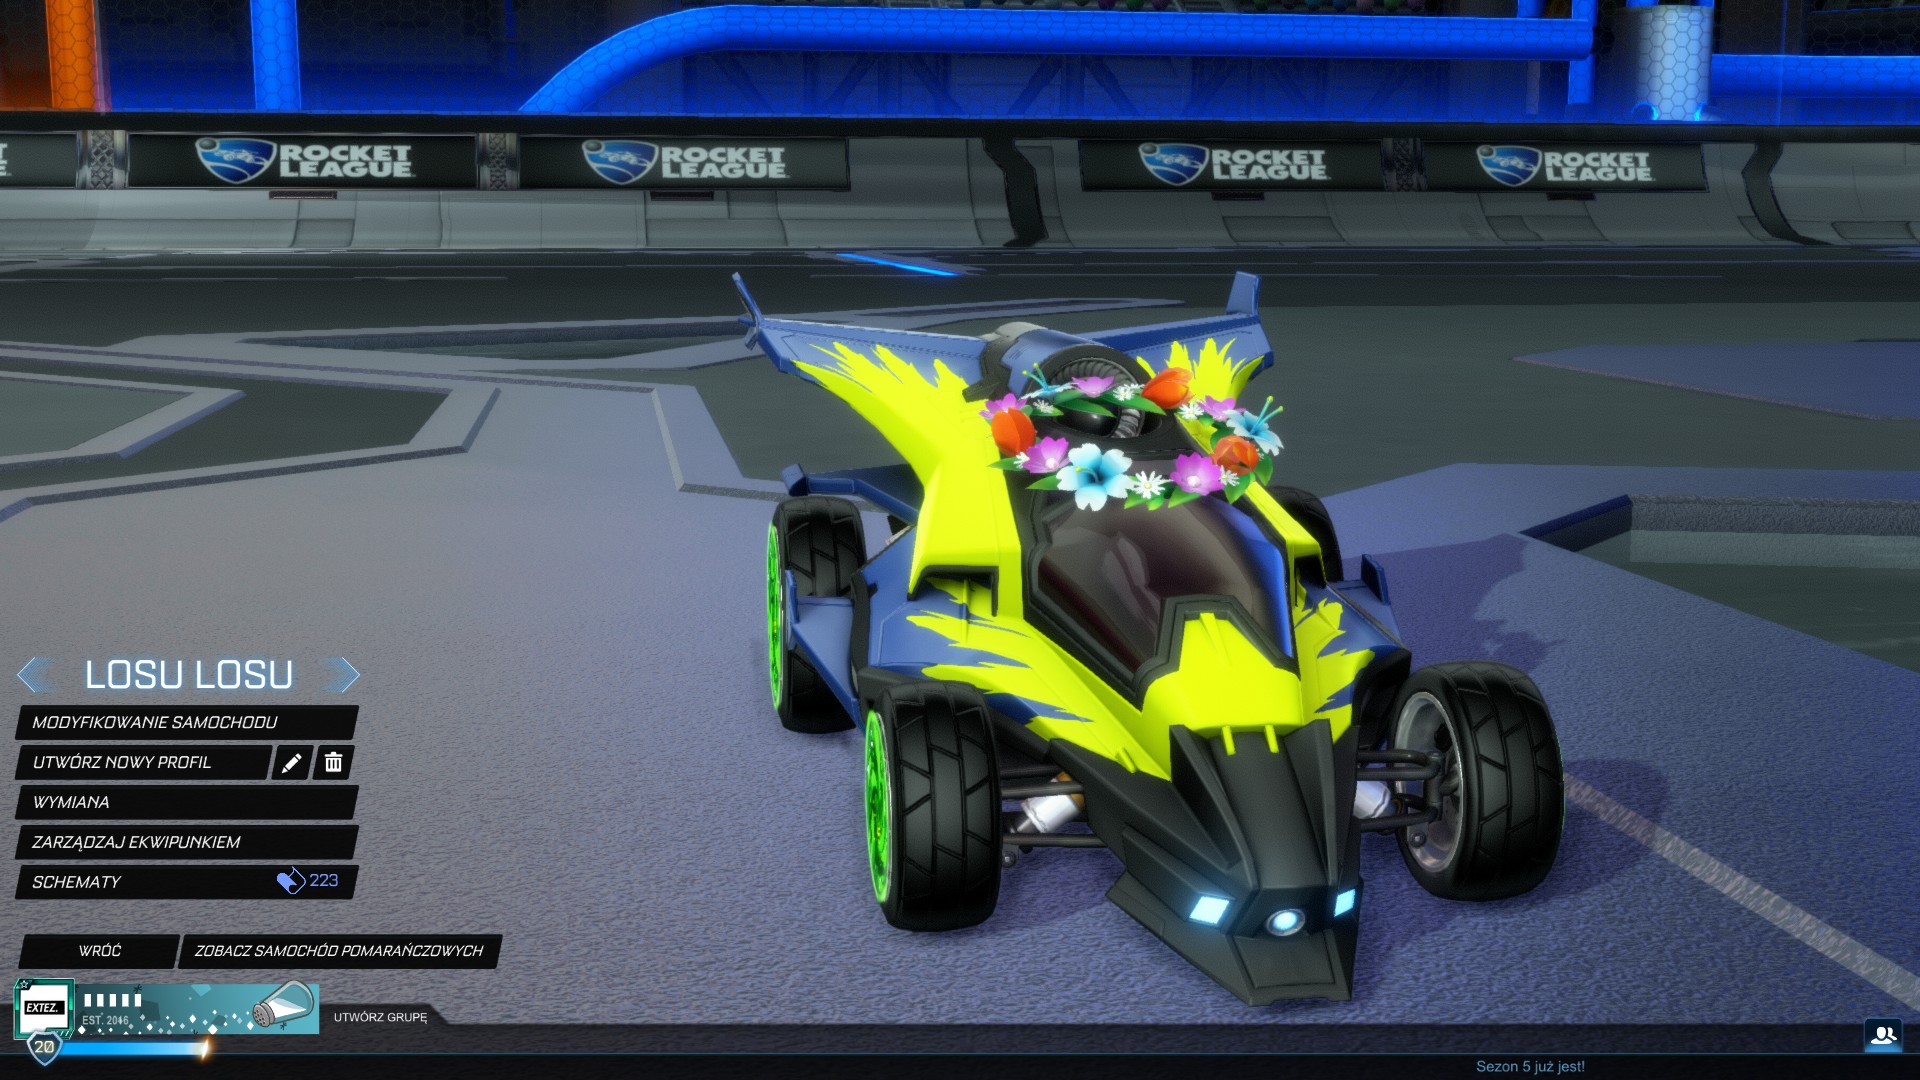 ROCKET
LEAGUE
ROCKET
LEAGUE
ROCKET
LEAGUE
ROCKET
LEAGUE
LOSU LOSU
MODYFIKOWANIE SAMOCHODU
UTWÓRZ NOWY PROFIL
WYMIANA
ZARZĄDZAJ EKWIPUNKIEM
SCHEMATY 223
WRÓĆ ZOBACZ SAMOCHÓD POMARAŃCZOWYCH
EXTEZ.
EST. 2016
UTWÓRZ GRUPĘ
20
Sezon 5 już jest!